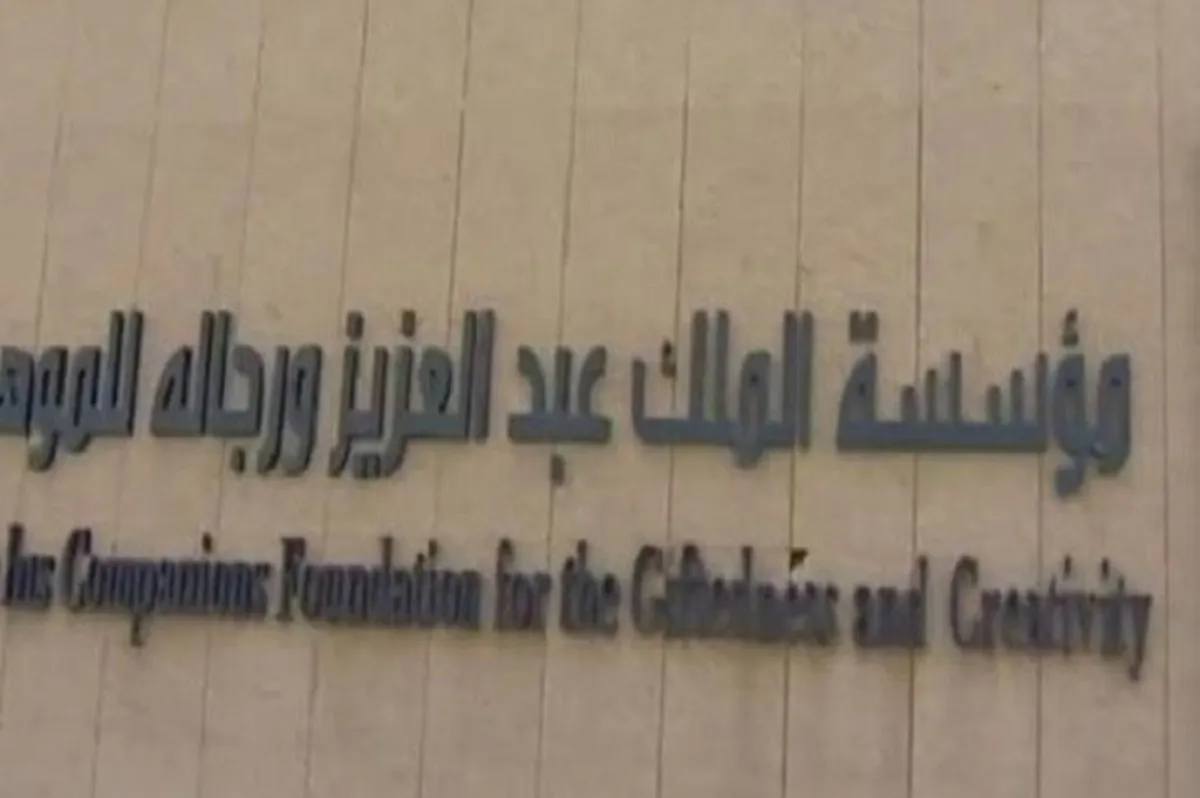 مؤسسة الملك عبد العزيز ورجاله
his Companions Foundation for the Giftedness and Creativity